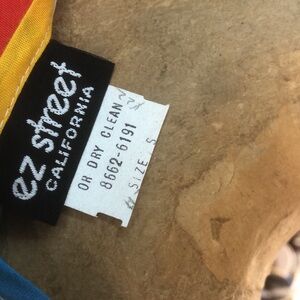 ez street
CALIFORNIA
OR DRY CLEAN
8662-6191
SIZE: S